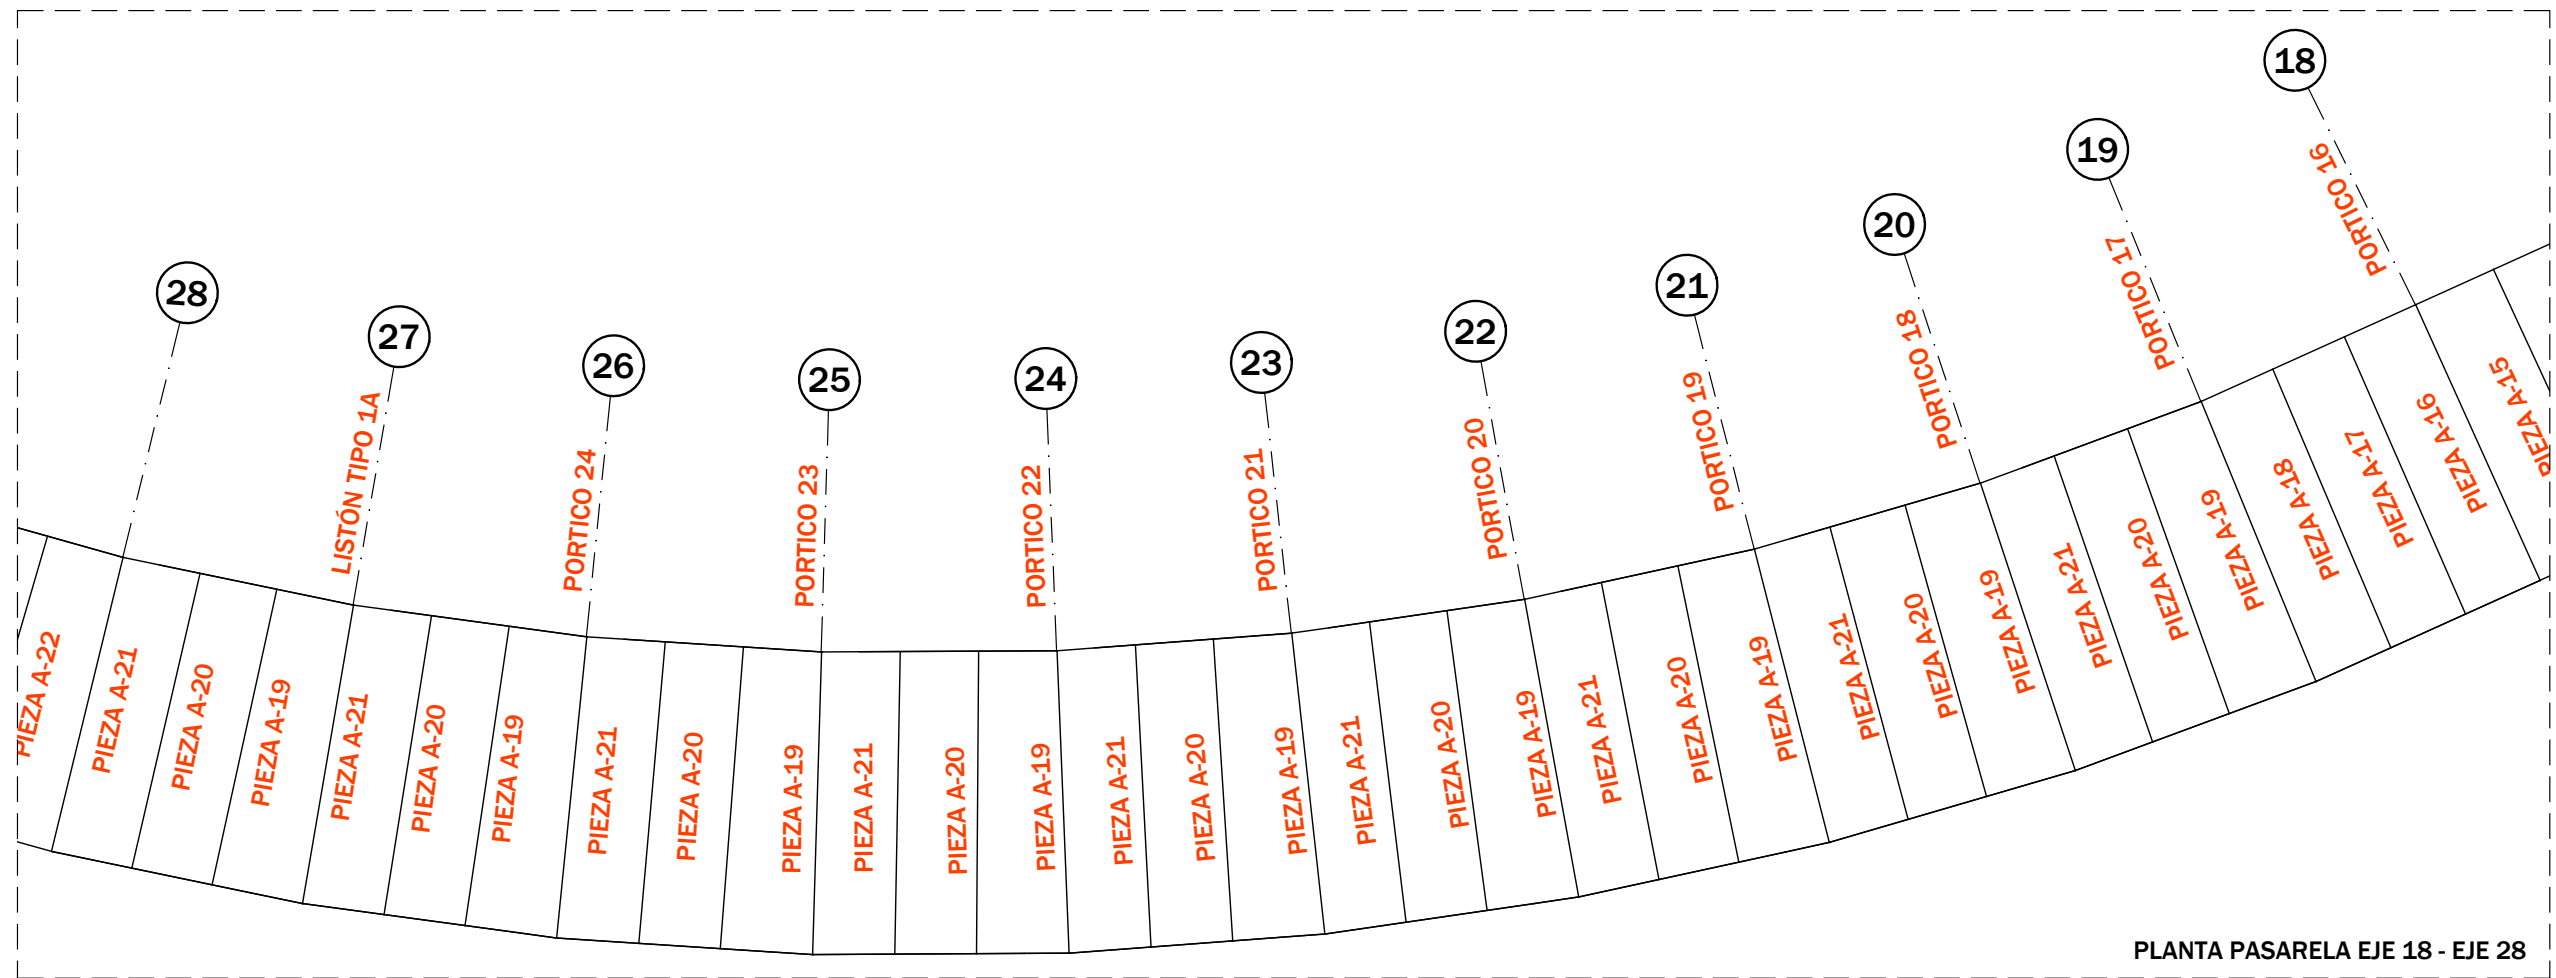 28
27
26
25
24
23
22
21
20
19
18
LISTÓN TIPO 1A
PORTICO 24
PORTICO 23
PORTICO 22
PORTICO 21
PORTICO 20
PORTICO 19
PORTICO 18
PORTICO 17
PORTICO 16
PIEZA A-22
PIEZA A-21
PIEZA A-20
PIEZA A-19
PIEZA A-21
PIEZA A-20
PIEZA A-19
PIEZA A-21
PIEZA A-20
PIEZA A-19
PIEZA A-21
PIEZA A-20
PIEZA A-19
PIEZA A-21
PIEZA A-20
PIEZA A-19
PIEZA A-21
PIEZA A-20
PIEZA A-19
PIEZA A-21
PIEZA A-20
PIEZA A-19
PIEZA A-21
PIEZA A-20
PIEZA A-19
PIEZA A-21
PIEZA A-20
PIEZA A-19
PIEZA A-18
PIEZA A-17
PIEZA A-16
PIEZA A-15
PLANTA PASARELA EJE 18 - EJE 28